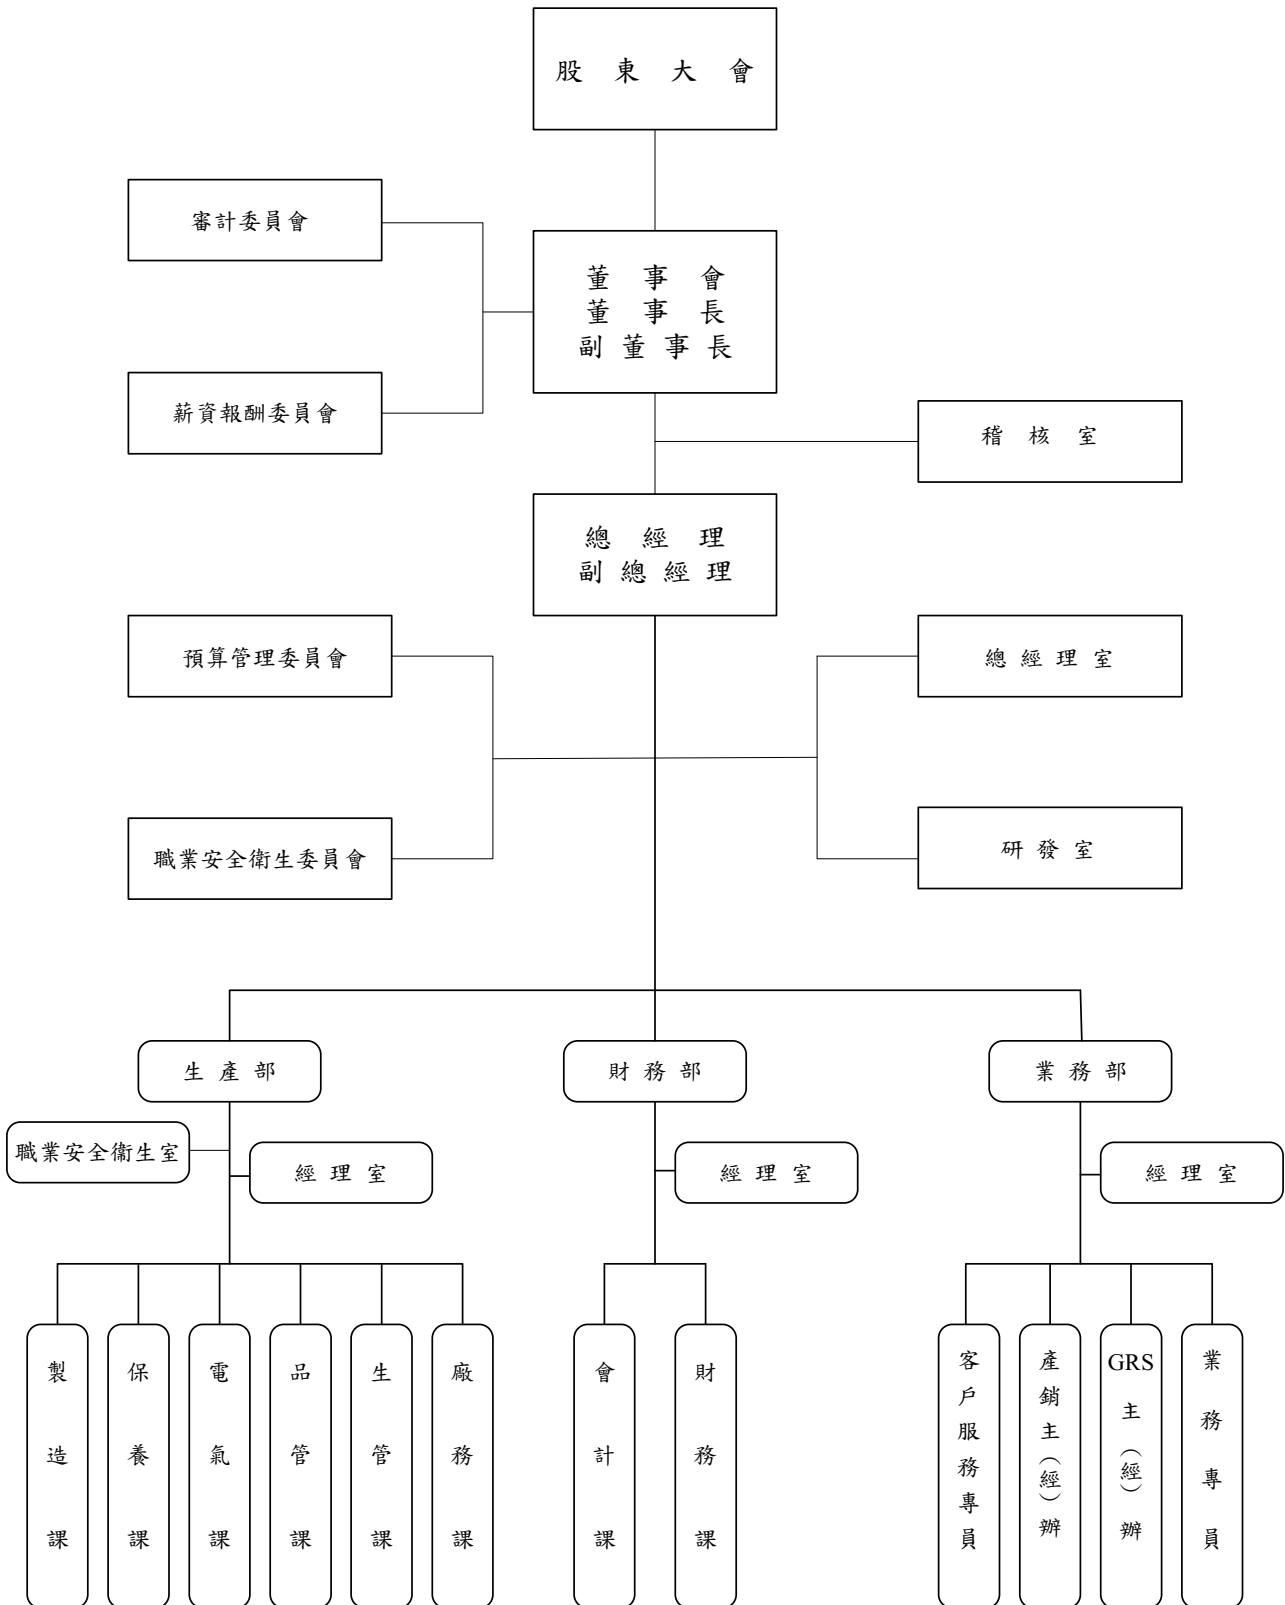 股東大會
審計委員會
董事會
董事長
副董事長
薪資報酬委員會
稽核室
總經理
副總經理
預算管理委員會
總經理室
職業安全衛生委員會
研發室
生產部
財務部
業務部
職業安全衞生室
經理室
經理室
經理室
製造課
保養課
電氣課
品管課
生管課
廠務課
會計課
財務課
客戶服務專員
產銷主(經)辦
GRS主(經)辦
業務專員